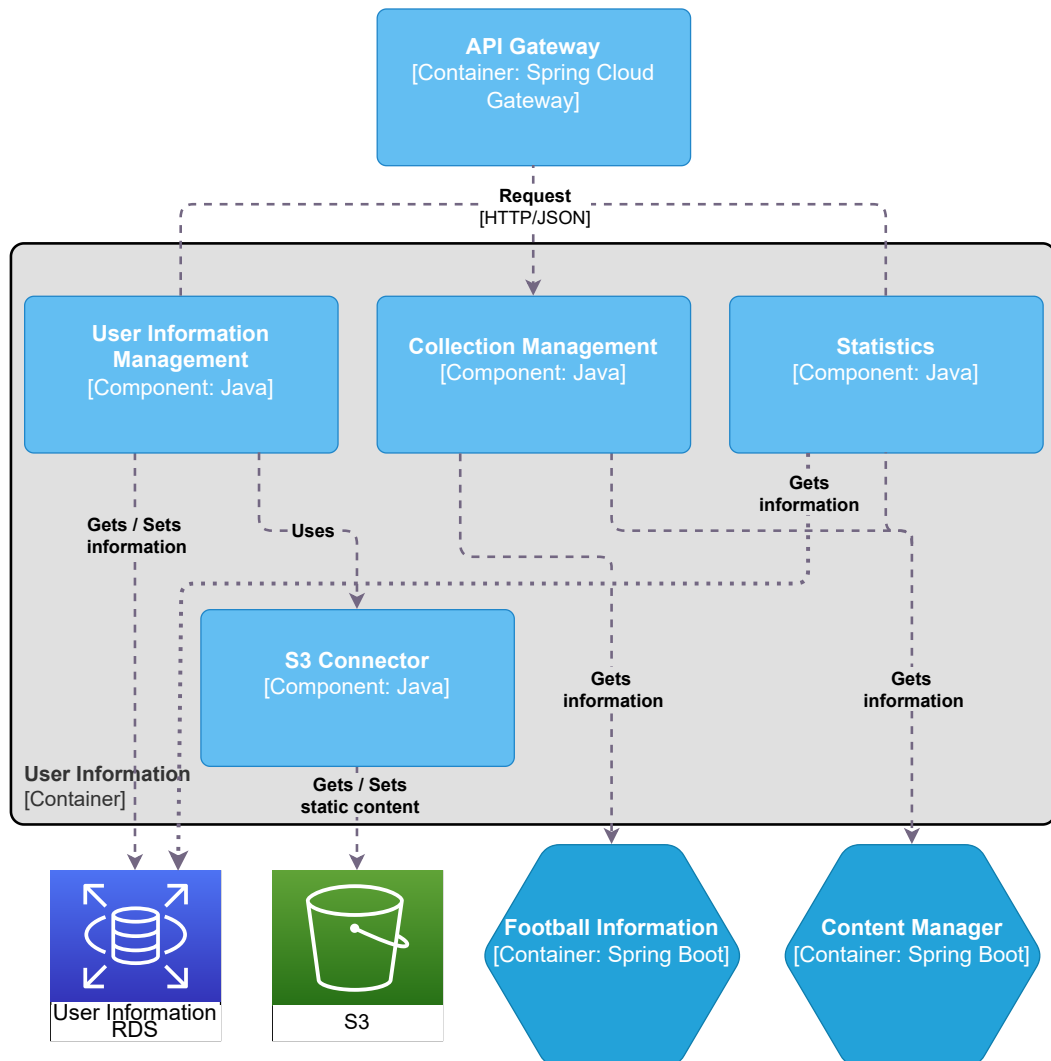 API Gateway
[Container: Spring Cloud
Gateway]
Request
[HTTP/JSON]
User Information
Management
[Component: Java]
Collection Management
[Component: Java]
Statistics
[Component: Java]
Gets / Sets
information
Uses
Gets
information
S3 Connector
[Component: Java]
Gets
information
Gets
information
User Information
[Container]
Gets / Sets
static content
User Information
RDS
S3
Football Information
[Container: Spring Boot]
Content Manager
[Container: Spring Boot]